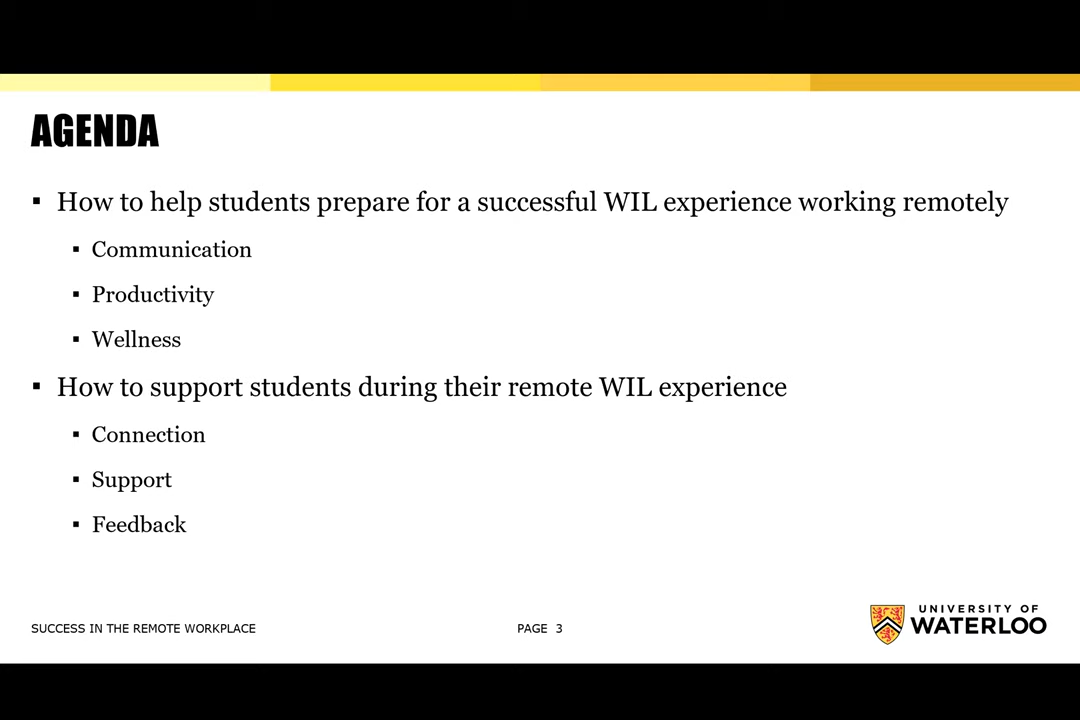 AGENDA
▪ How to help students prepare for a successful WIL experience working remotely
▪ Communication
▪ Productivity
▪ Wellness
▪ How to support students during their remote WIL experience
▪ Connection
▪ Support
▪ Feedback
SUCCESS IN THE REMOTE WORKPLACE
PAGE 3
UNIVERSITY OF
WATERLOO